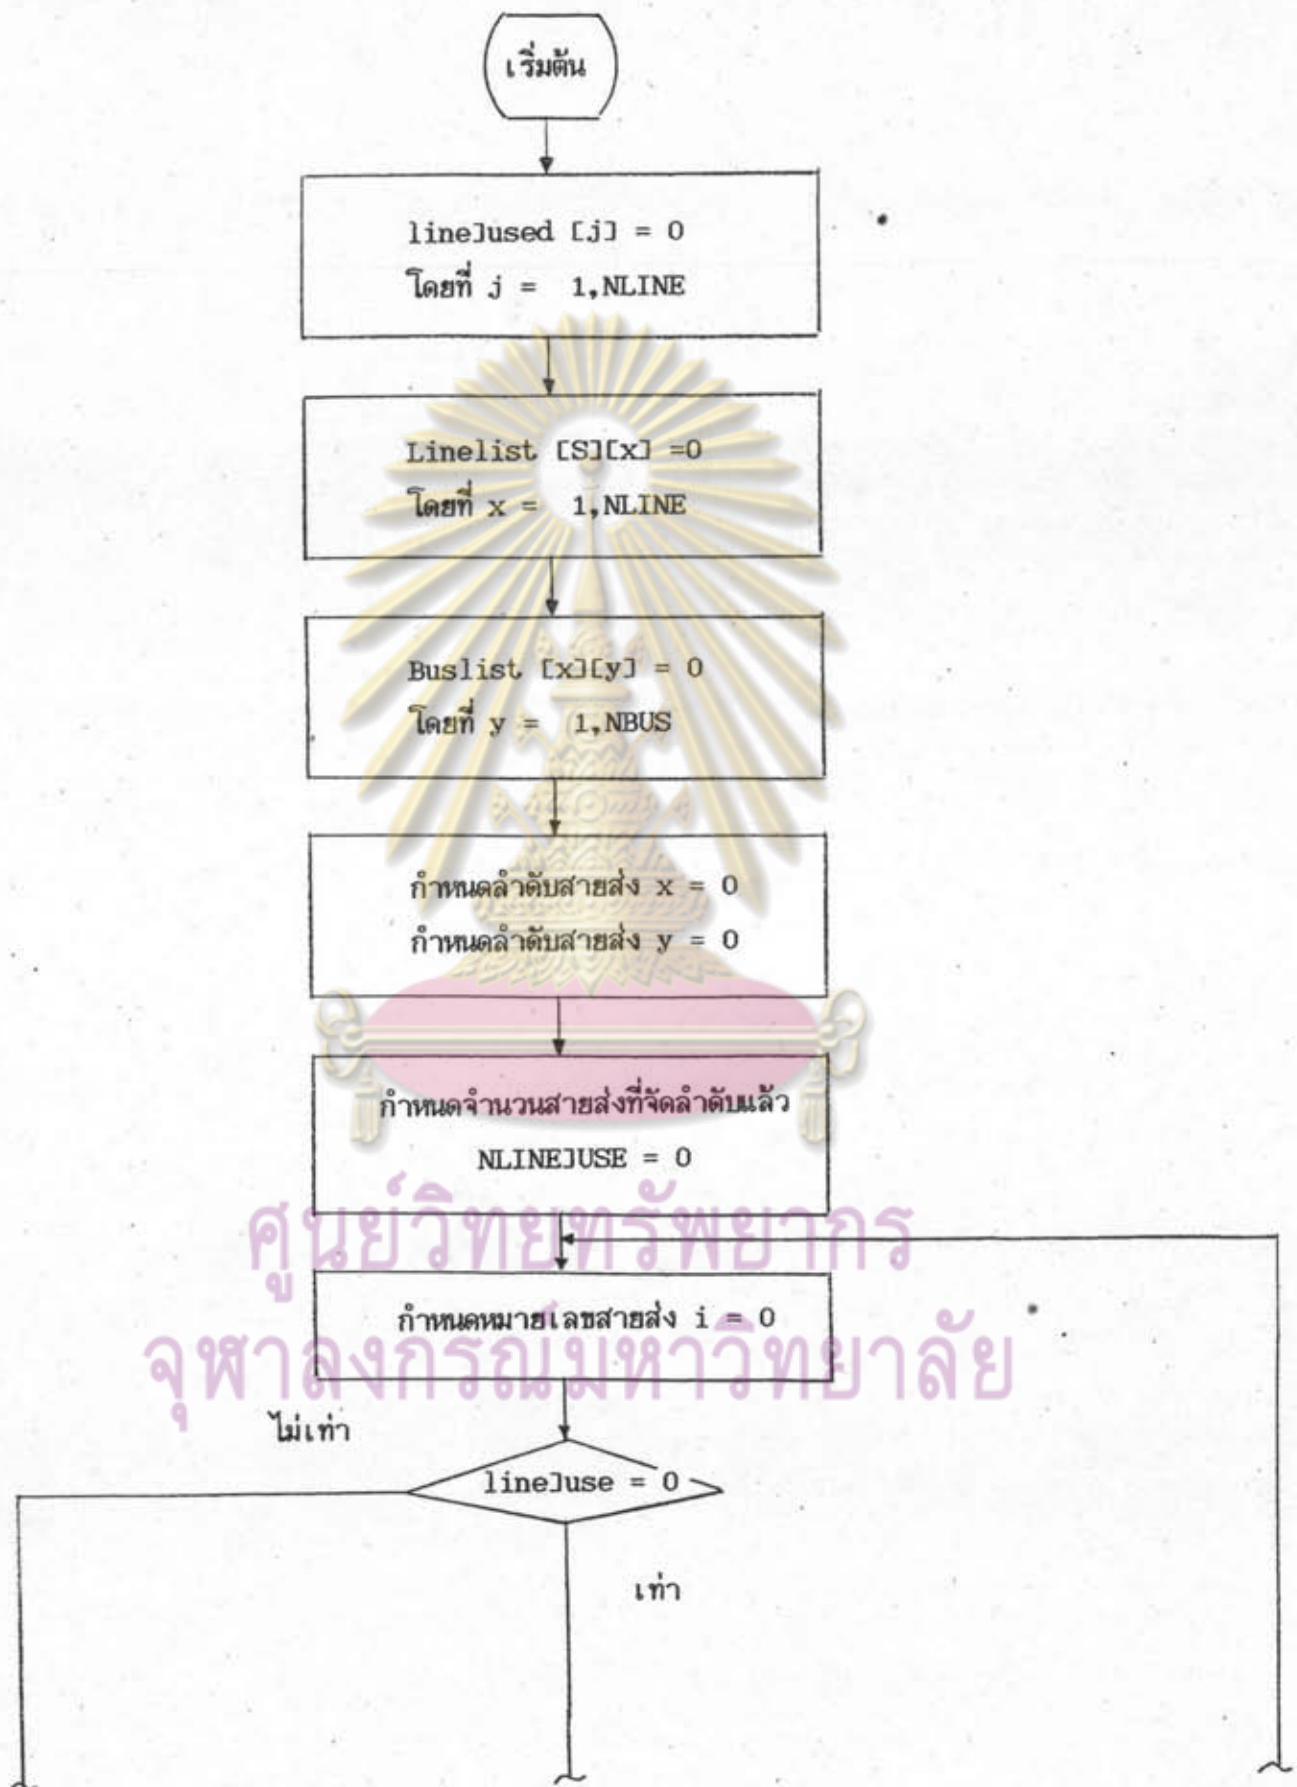 เริ่มต้น
lineJused [j] = 0
โดยที่ j = 1,NLINE
Linelist [S][x] =0
โดยที่ x = 1,NLINE
Buslist [x][y] = 0
โดยที่ y = 1,NBUS
กำหนดลำดับสายส่ง x = 0
กำหนดลำดับสายส่ง y = 0
กำหนดจำนวนสายส่งที่จัดลำดับแล้ว
NLINEJUSE = 0
ศูนย์วิทยทรัพยากร
กำหนดหมายเลขสายส่ง i = 0
จุฬาลงกรณ์มหาวิทยาลัย
ไม่เท่า
lineJuse = 0
เท่า